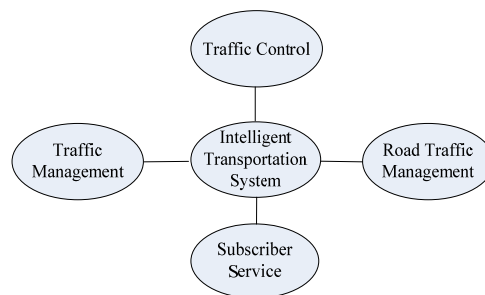 Traffic Control
Traffic
Management
Intelligent
Transportation
System
Road Traffic
Management
Subscriber
Service